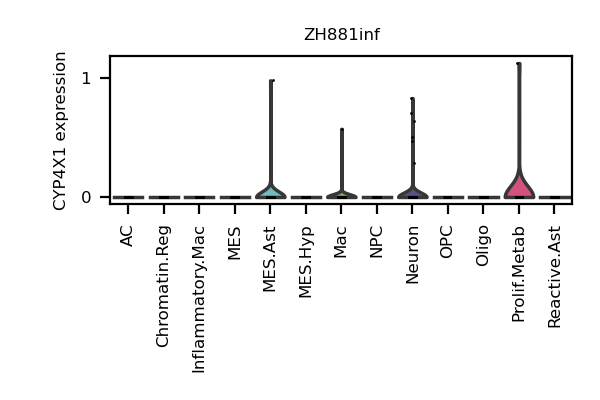 ZH881inf
CYP4X1 expression
1
0
AC
Chromatin.Reg
Inflammatory.Mac
MES
MES.Ast
MES.Hyp
Mac
NPC
Neuron
OPC
Oligo
Prolif.Metab
Reactive.Ast